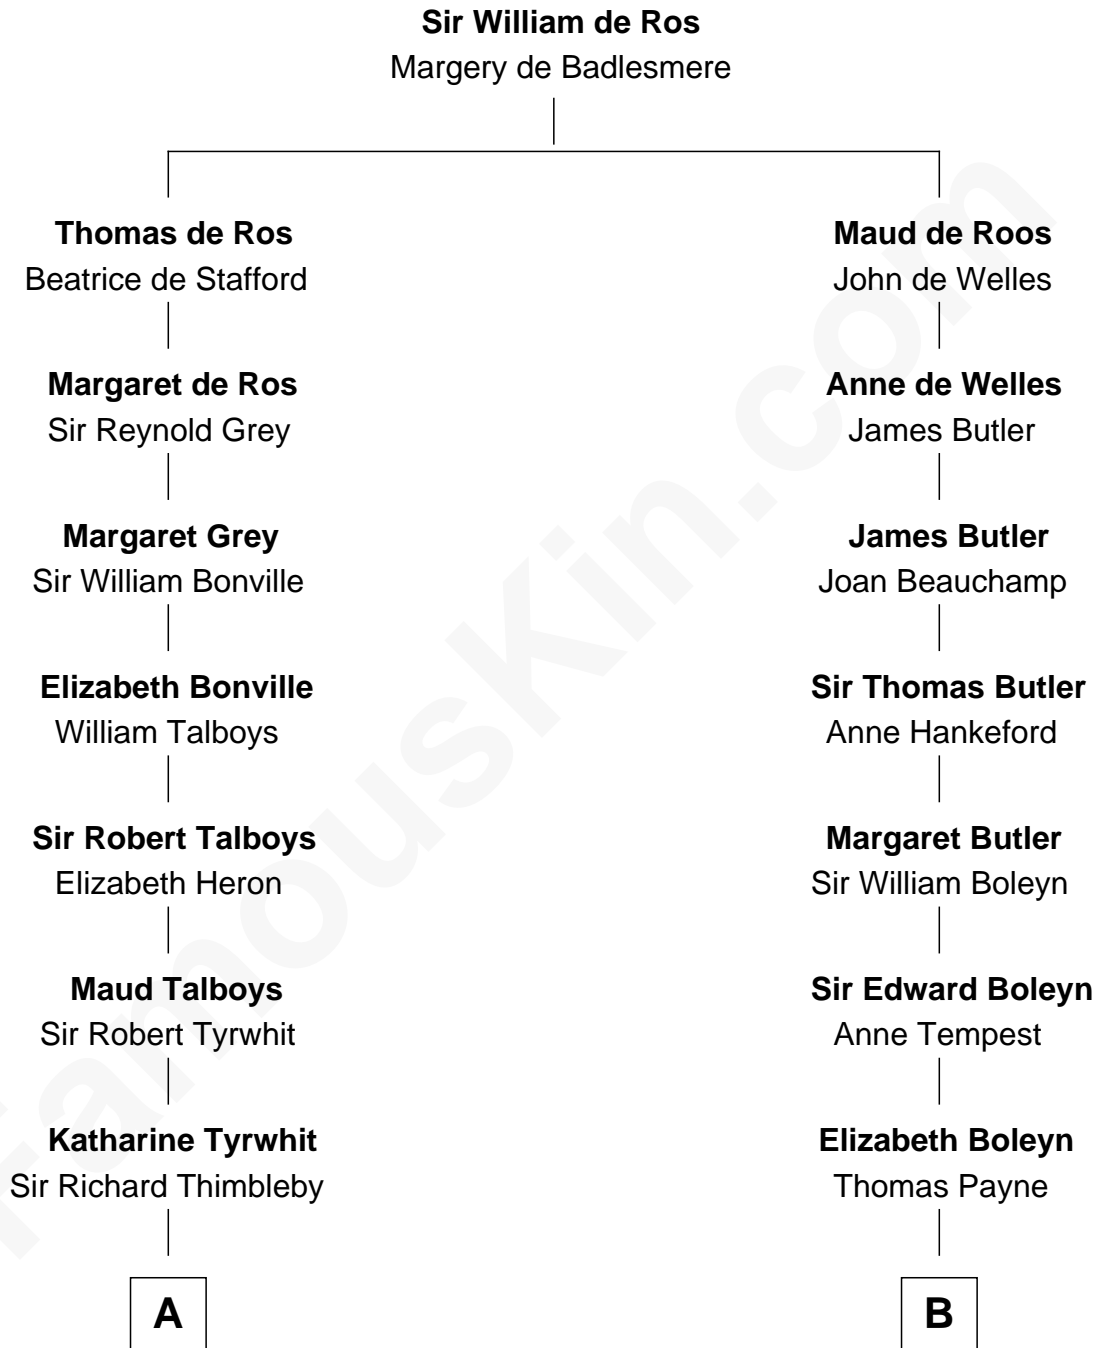 Sir William de Ros
Margery de Badlesmere
Thomas de Ros
Beatrice de Stafford
Maud de Roos
John de Welles
Margaret de Ros
Sir Reynold Grey
Anne de Welles
James Butler
Margaret Grey
Sir William Bonville
James Butler
Joan Beauchamp
Elizabeth Bonville
William Talboys
Sir Thomas Butler
Anne Hankeford
Sir Robert Talboys
Elizabeth Heron
Margaret Butler
Sir William Boleyn
Maud Talboys
Sir Robert Tyrwhit
Sir Edward Boleyn
Anne Tempest
Katharine Tyrwhit
Sir Richard Thimbleby
Elizabeth Boleyn
Thomas Payne
A
B
FamousKin.com